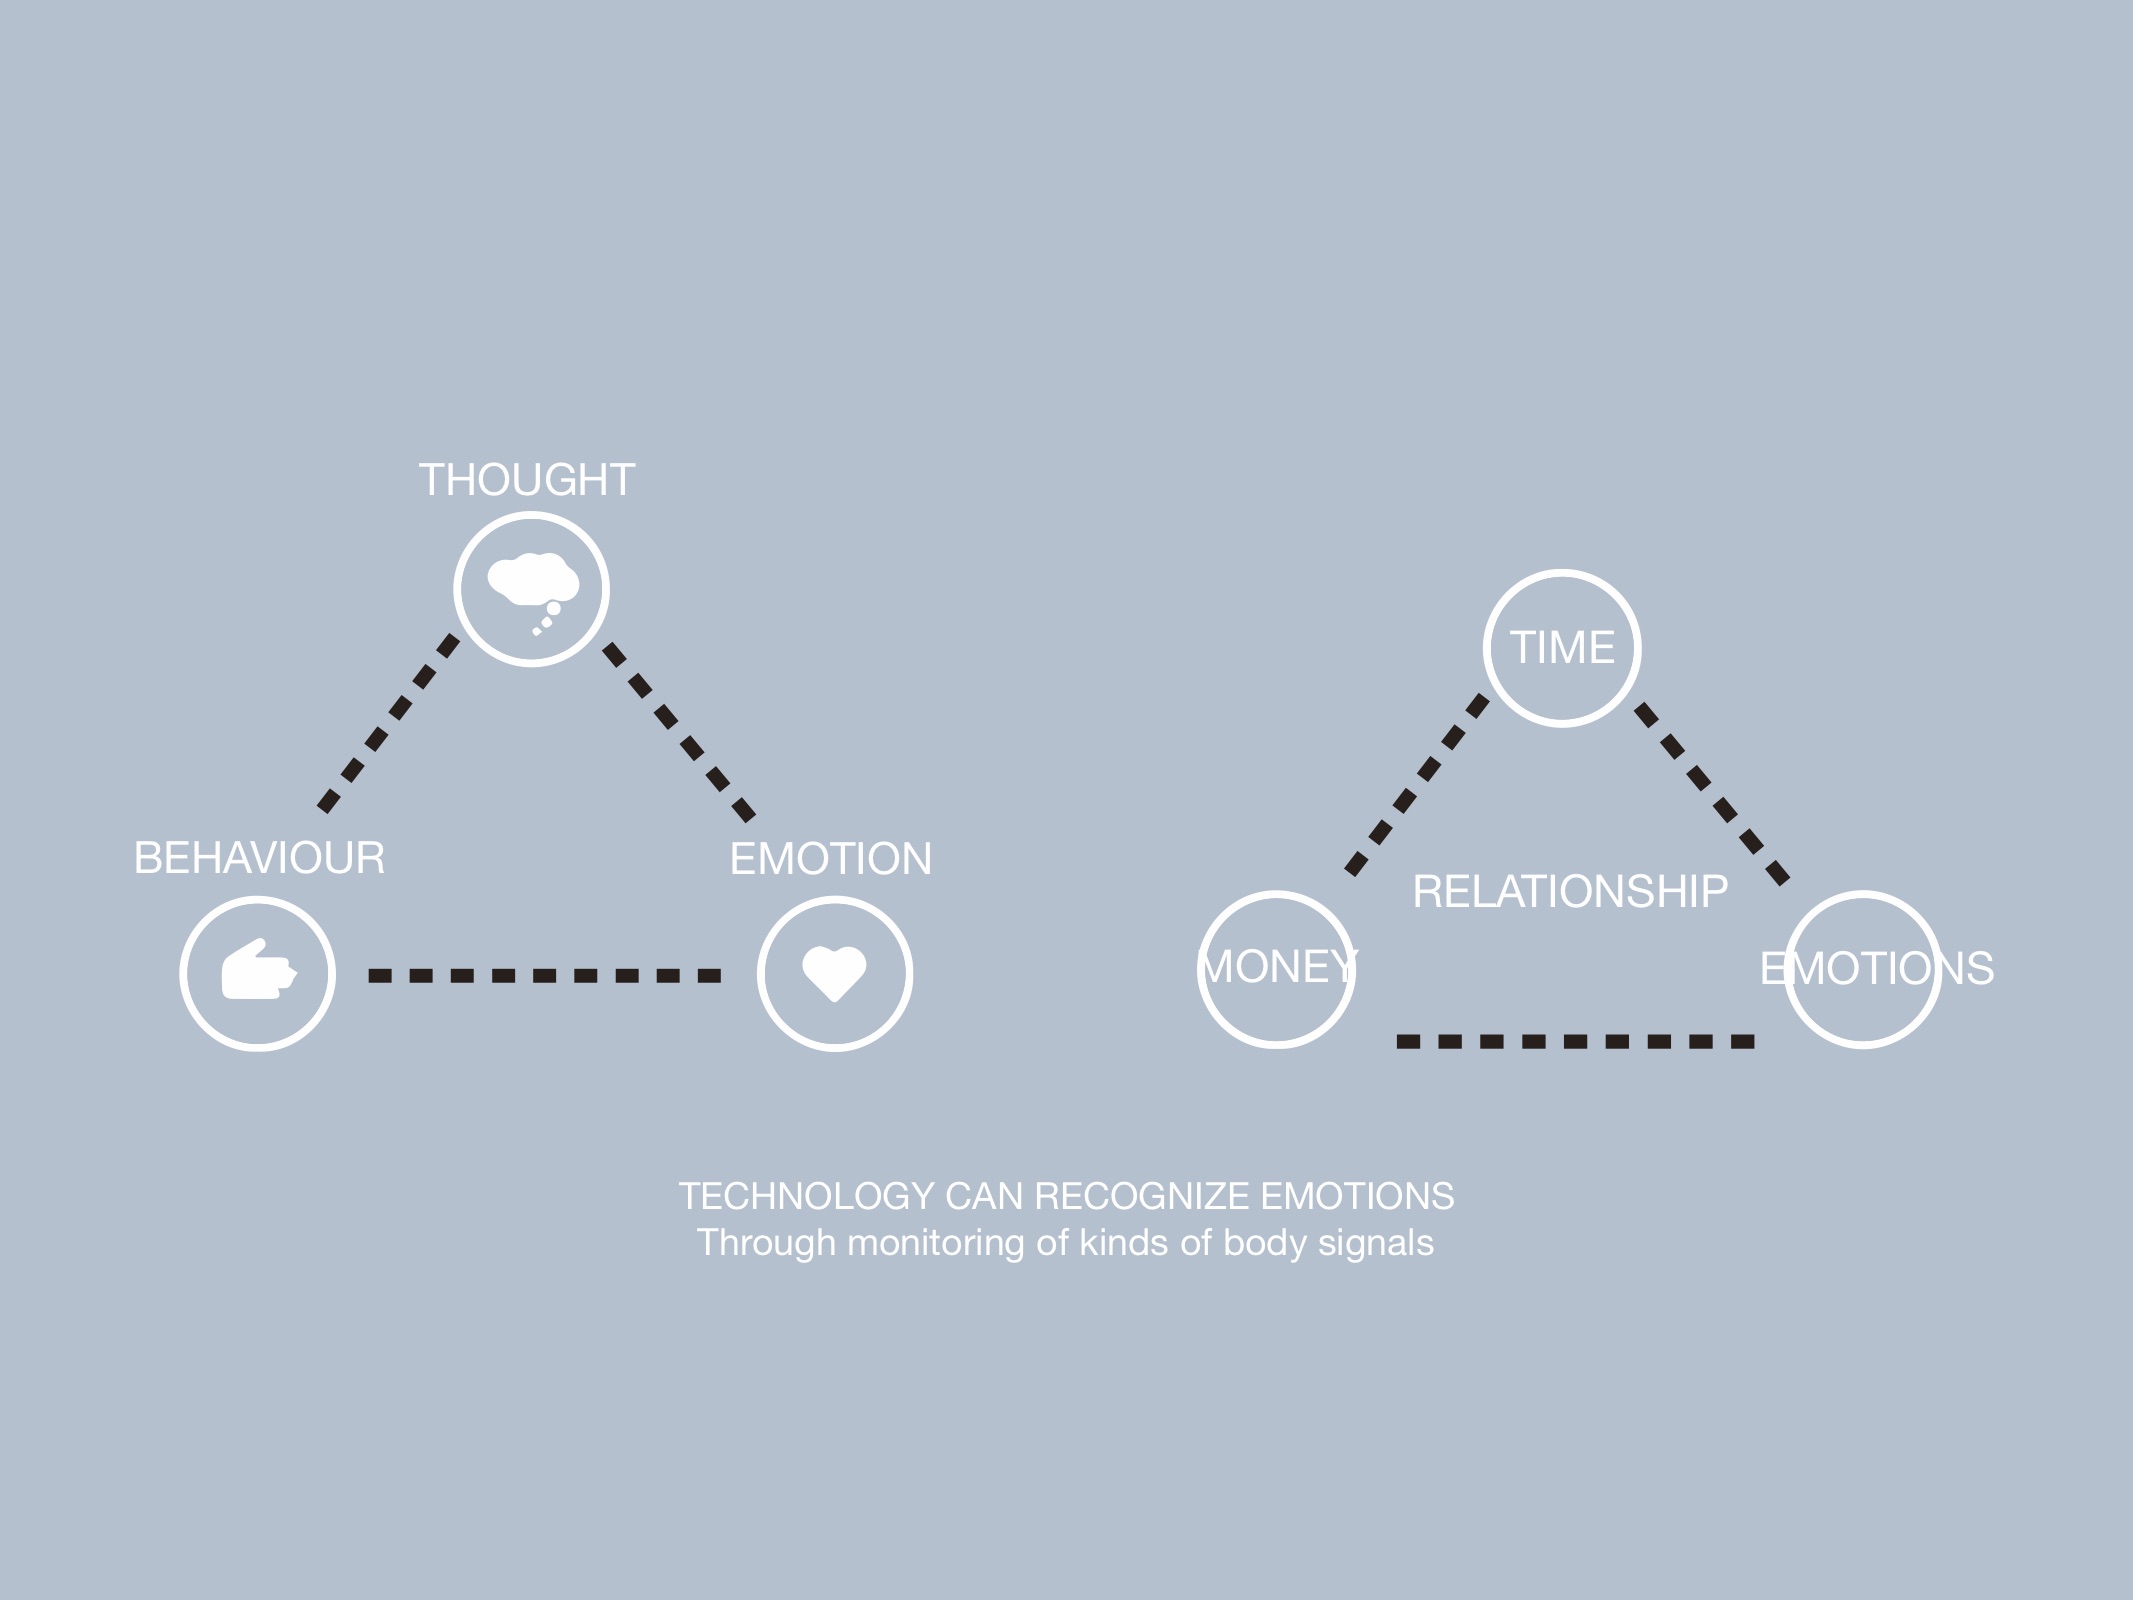 THOUGHT
BEHAVIOUR
EMOTION
TIME
RELATIONSHIP
MONEY
EMOTIONS
TECHNOLOGY CAN RECOGNIZE EMOTIONS
Through monitoring of kinds of body signals